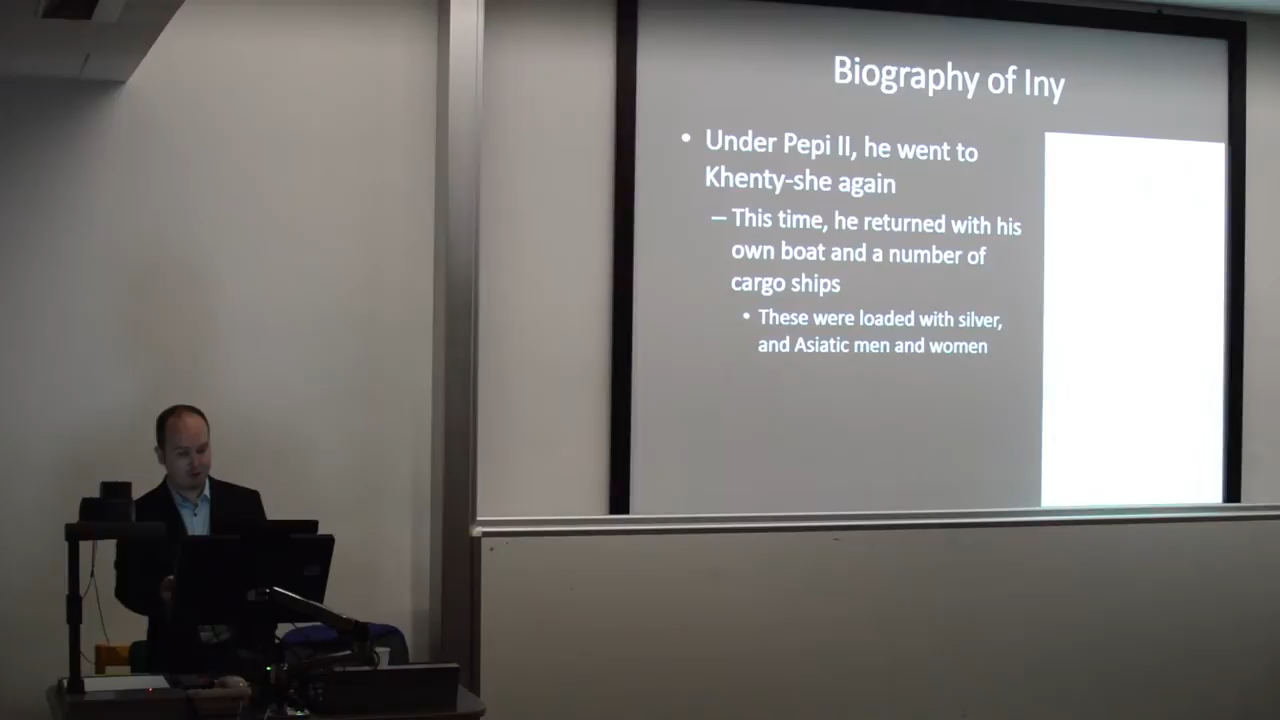 Biography of Iny
• Under Pepi II, he went to
Khenty-she again
– This time, he returned with his
own boat and a number of
cargo ships
• These were loaded with silver,
and Asiatic men and women